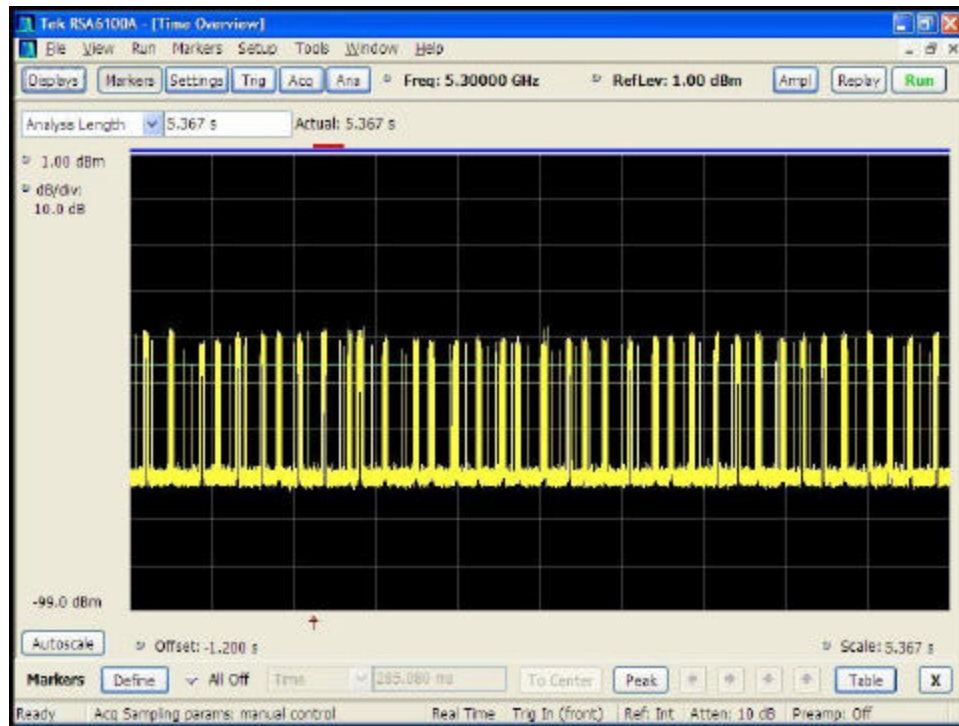 Tek RSA6100A - [Time Overview]
File View Run Markers Setup Tools Window Help
Displays Markers Settings Trig Acq Ana Freq: 5.30000 GHz RefLev: 1.00 dBm Ampl Replay Run
Analysis Length 5.367 s Actual: 5.367 s
1.00 dBm
dB/div:
10.0 dB
-99.0 dBm
Autoscale Offset: -1.200 s Scale: 5.367 s
Markers Define All Off Time 285.080 ms To Center Peak Table X
Ready Acq Sampling params: manual control Real Time Trig In (front) Ref: Int Atten: 10 dB Preamp: Off